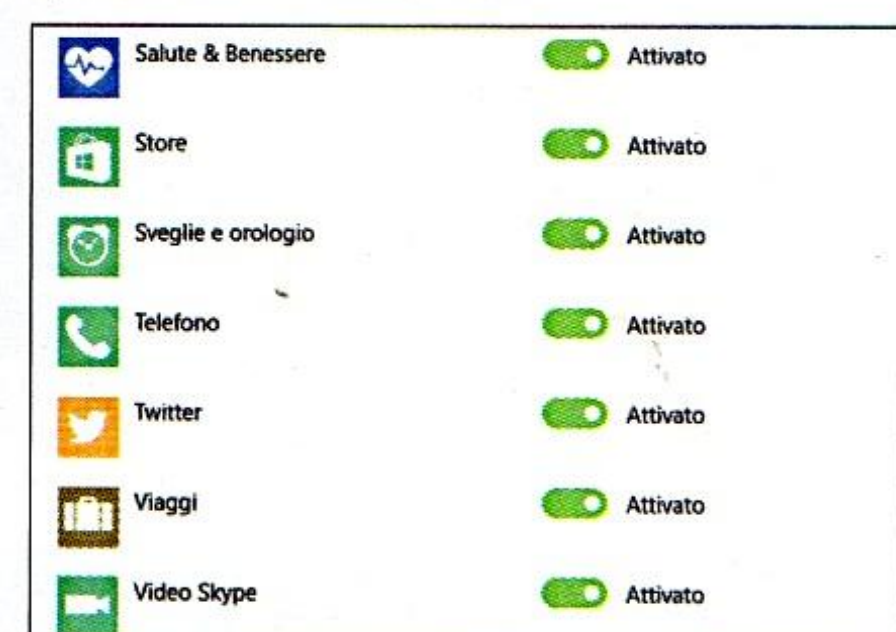 Salute & Benessere Attivato
Store Attivato
Sveglie e orologio Attivato
Telefono Attivato
Twitter Attivato
Viaggi Attivato
Video Skype Attivato